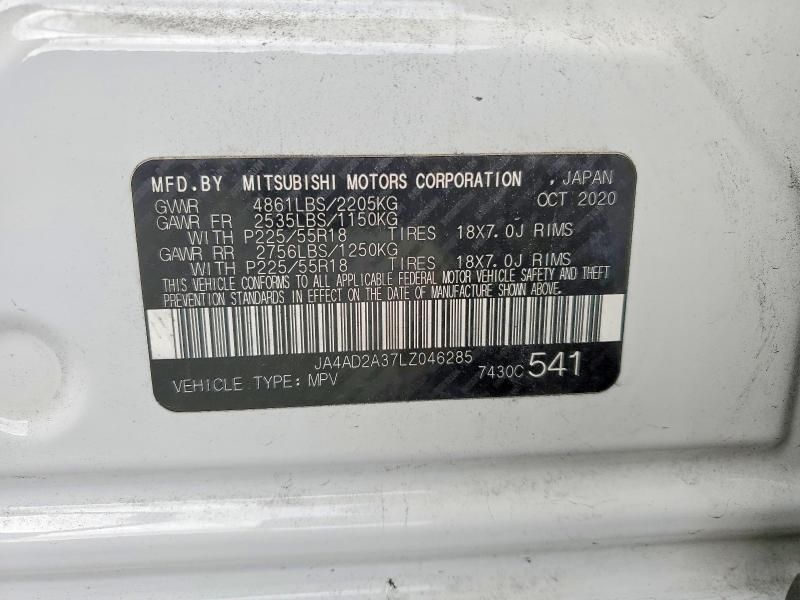 MFD.BY MITSUBISHI MOTORS CORPORATION , JAPAN
GVWR 4861LBS/2205KG OCT 2020
GAWR FR 2535LBS/1150KG
WITH P225/55R18 TIRES 18X7.0J RIMS
GAWR RR 2756LBS/1250KG
WITH P225/55R18 TIRES 18X7.0J RIMS
THIS VEHICLE CONFORMS TO ALL APPLICABLE FEDERAL MOTOR VEHICLE SAFETY AND THEFT
PREVENTION STANDARDS IN EFFECT ON THE DATE OF MANUFACTURE SHOWN ABOVE.
JA4AD2A37LZ046285
VEHICLE TYPE: MPV 7430C 541